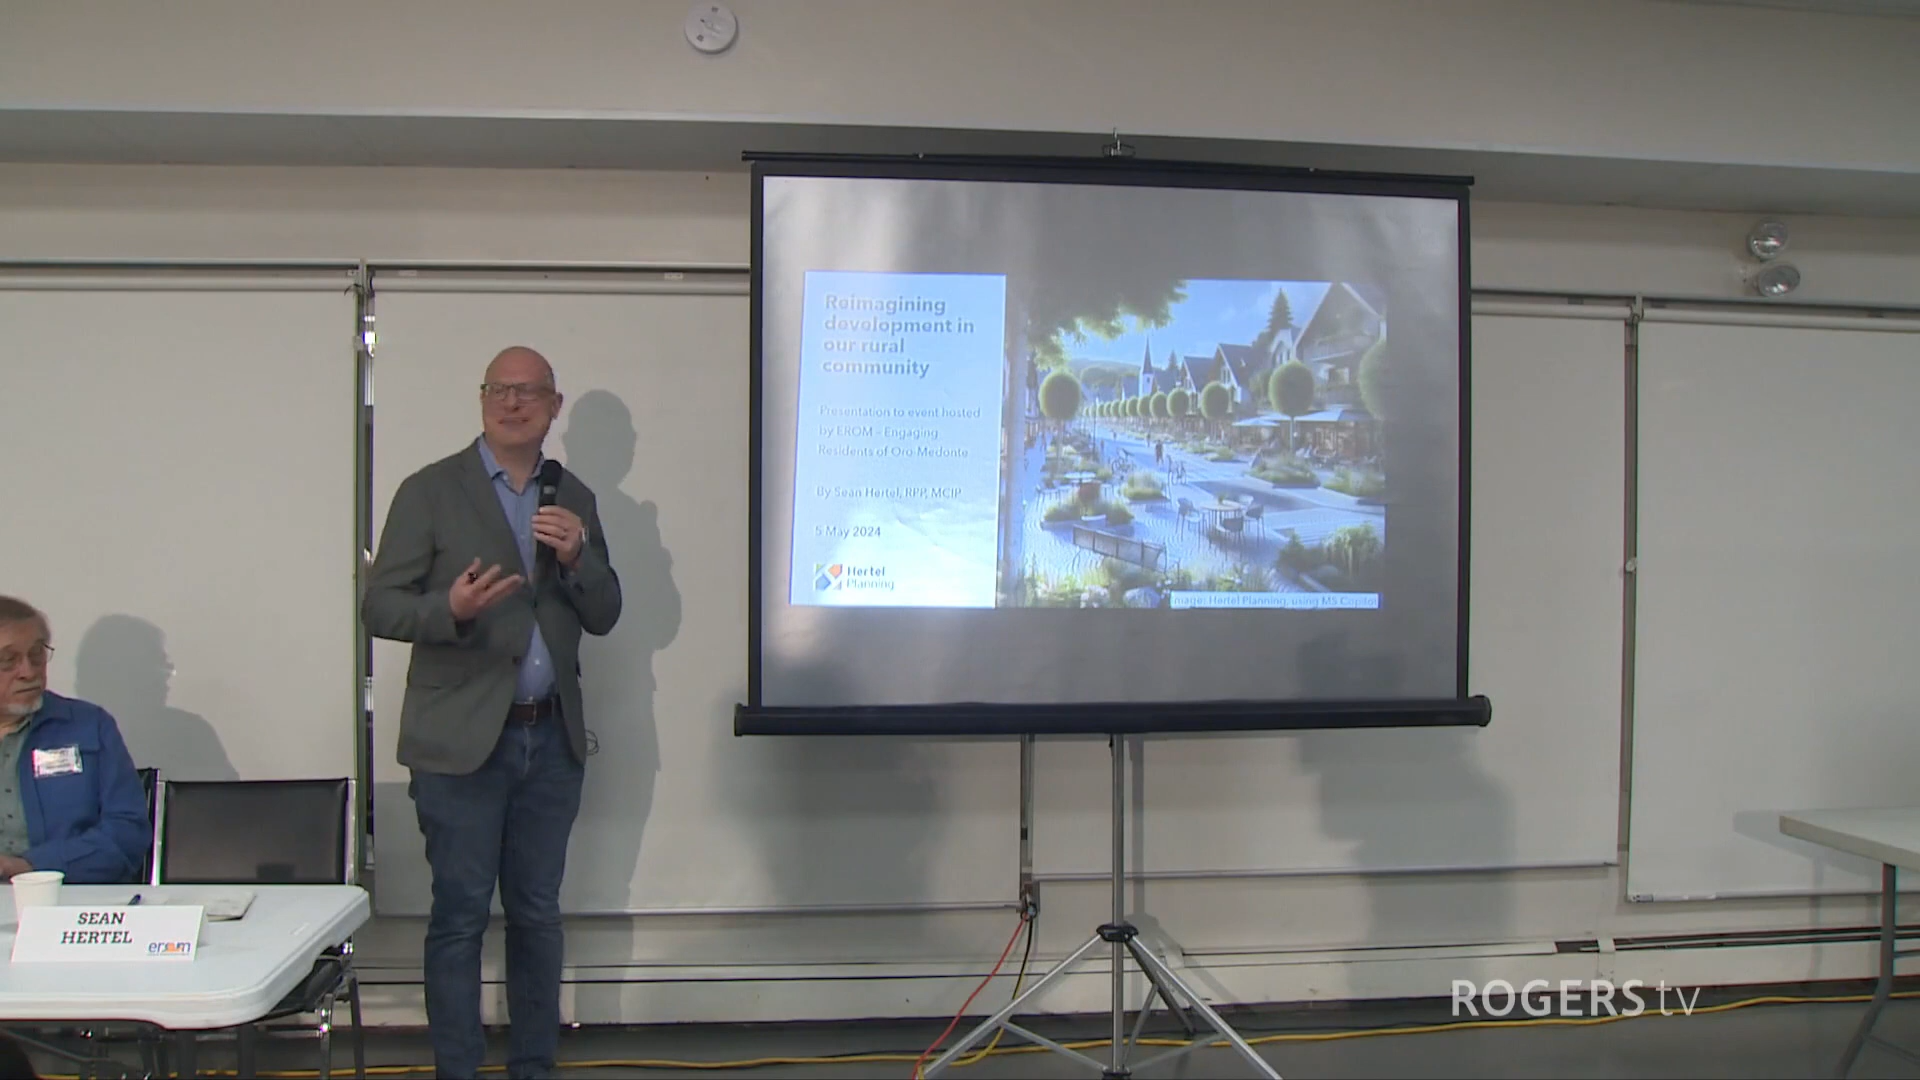 Reimagining
development in
our rural
community
Presentation to event hosted
by EROM – Engaging
Residents of Oro-Medonte
By Sean Hertel, RPP, MCIP
5 May 2024
Hertel
Planning
Image: Hertel Planning, using MS Copilot
SEAN
HERTEL
erom
ROGERS tv